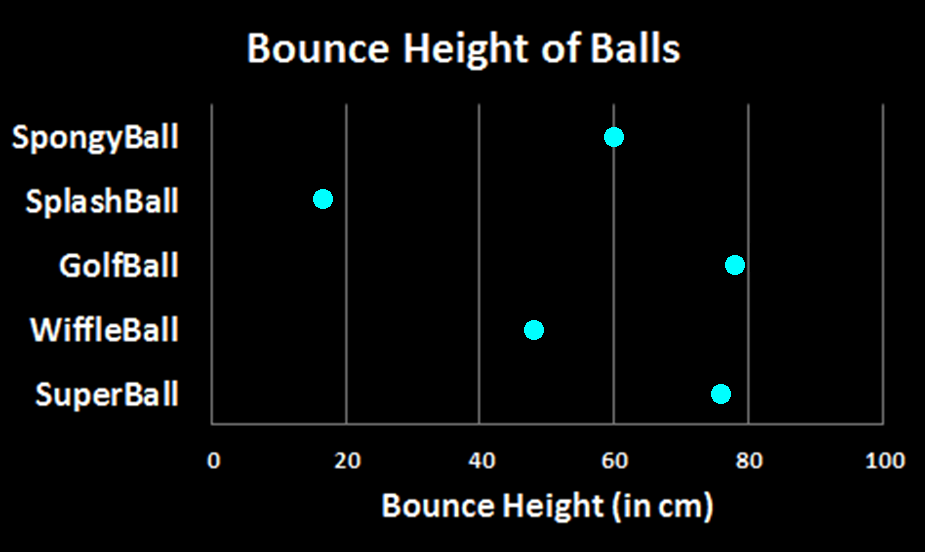 Bounce Height of Balls
SpongyBall
SplashBall
GolfBall
WiffleBall
SuperBall
0 20 40 60 80 100
Bounce Height (in cm)